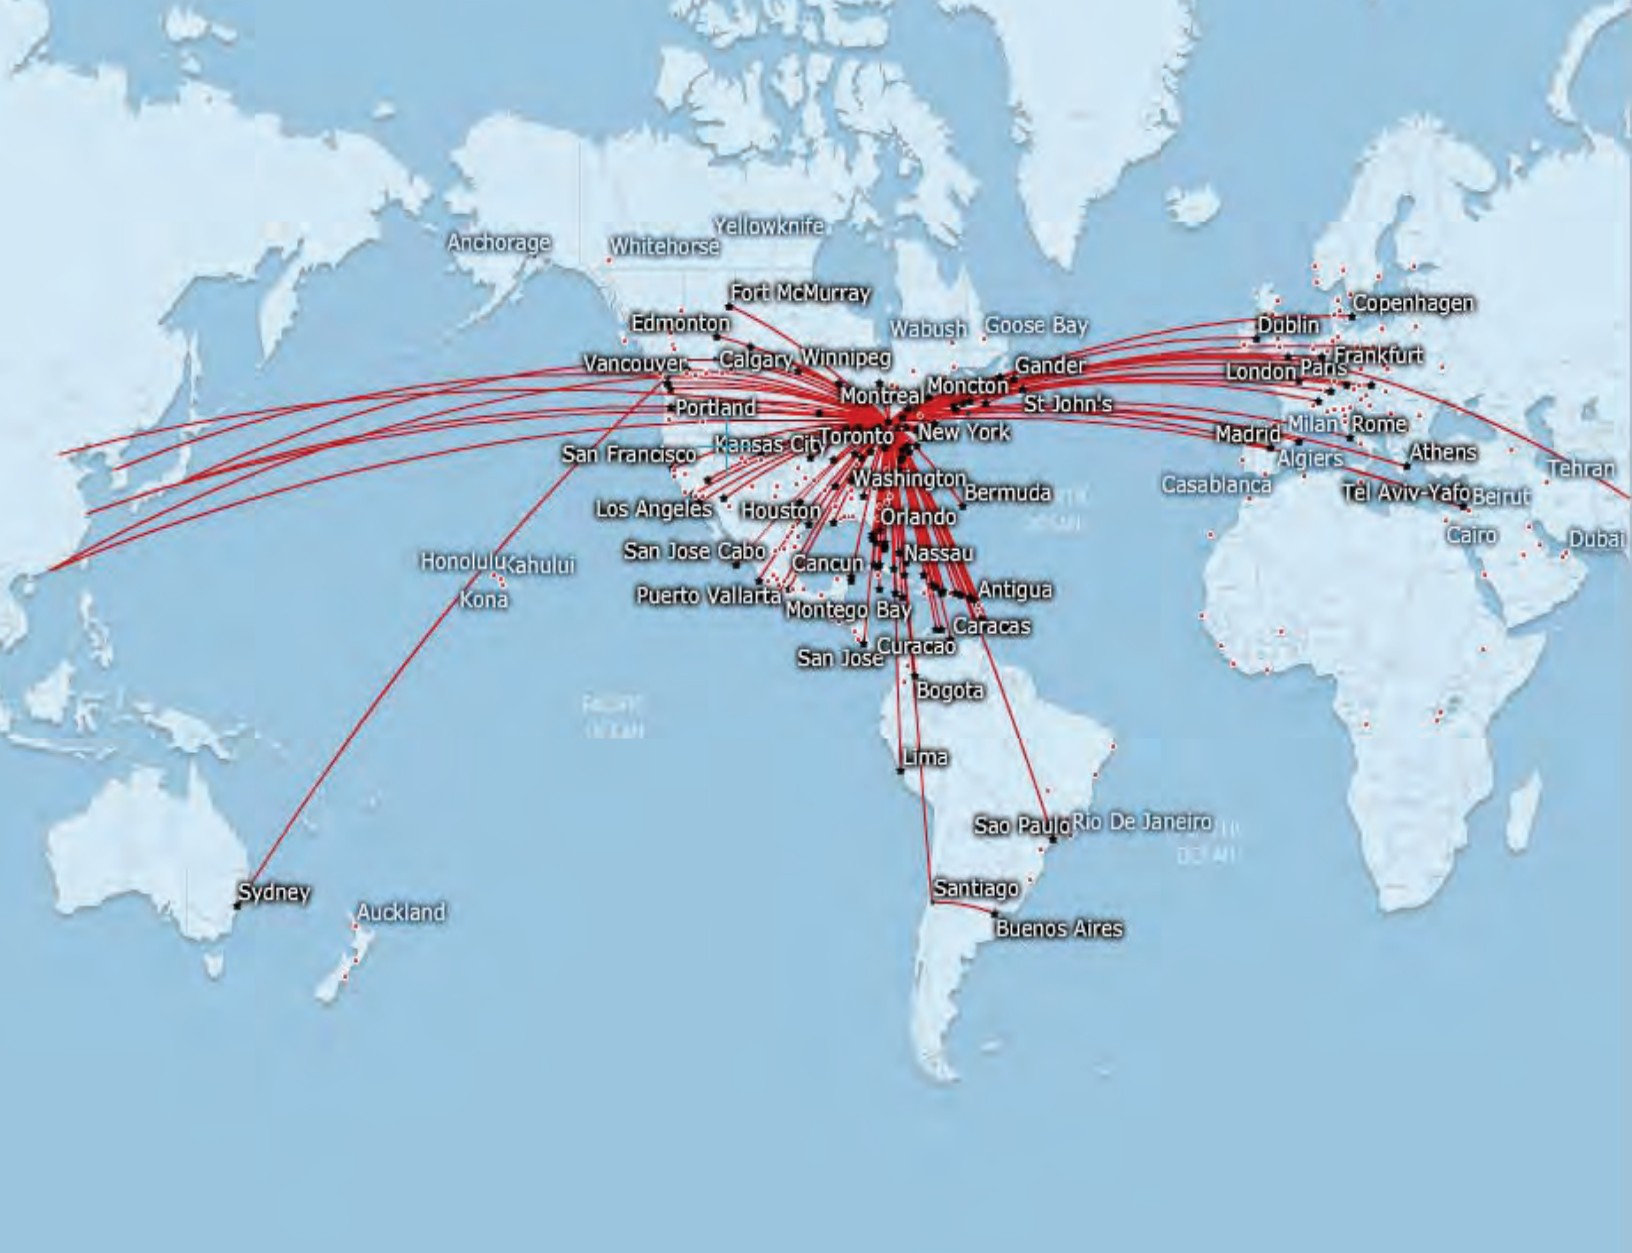 Yellowknife
Anchorage
Whitehorse
Fort McMurray
Edmonton
Wabush
Goose Bay
Copenhagen
Dublin
Vancouver
Calgary
Winnipeg
Gander
Frankfurt
London
Paris
Moncton
Montreal
St John's
Portland
Milan
Rome
New York
Toronto
Madrid
Kansas City
San Francisco
Athens
Algiers
Tehran
Washington
Casablanca
Bermuda
Tel Aviv-Yafo
Beirut
Los Angeles
Houston
Orlando
OCEAN
Cairo
Dubai
San Jose Cabo
Nassau
Honolulu
Kahului
Cancun
Antigua
Kona
Puerto Vallarta
Montego Bay
Caracas
Curacao
San Jose
Bogota
PACIFIC
OCEAN
Lima
Sao Paulo
Rio De Janeiro
OCEAN
Santiago
Sydney
Auckland
Buenos Aires